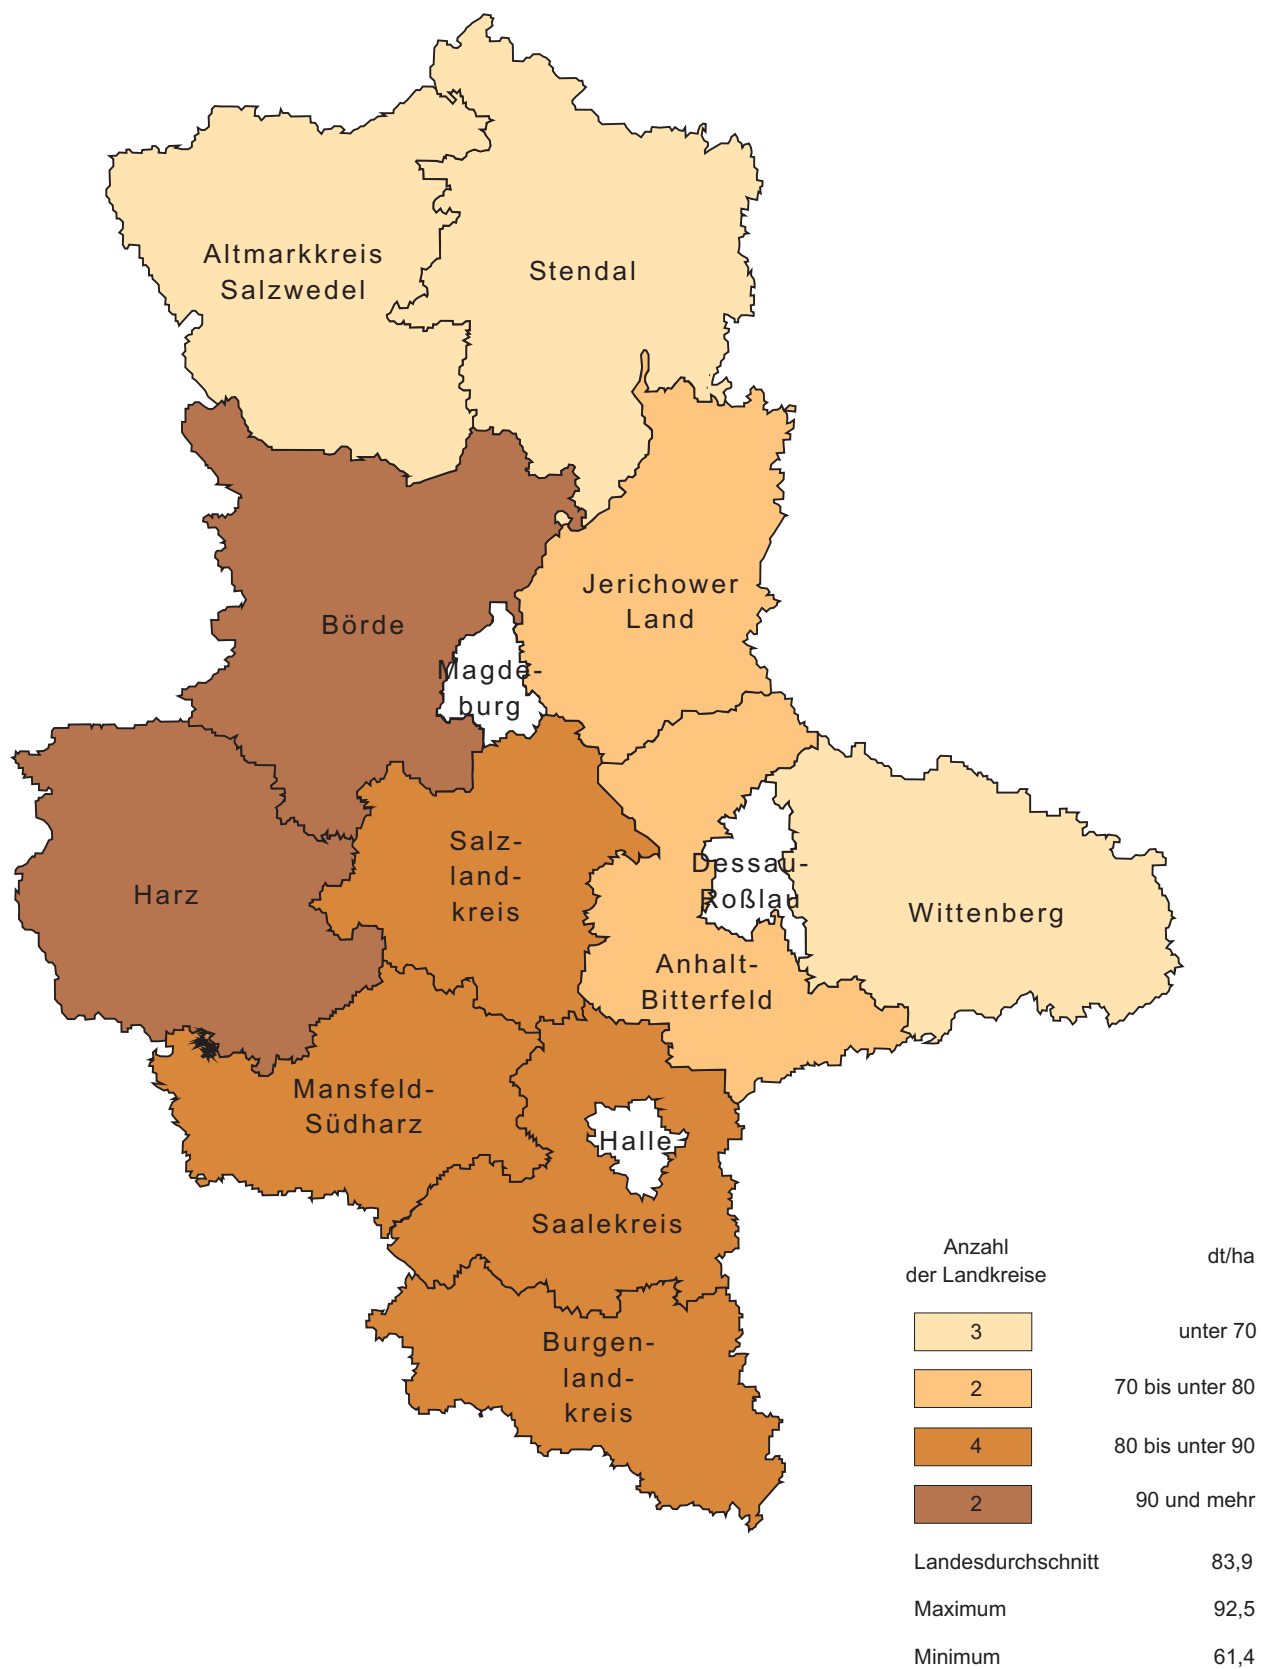 Altmarkkreis
Salzwedel
Stendal
Jerichower
Land
Börde
Magde-
burg
Salz-
land-
kreis
Harz
Dessau-
Roßlau
Wittenberg
Anhalt-
Bitterfeld
Mansfeld-
Südharz
Halle
Saalekreis
Burgen-
land-
kreis
Anzahl
der Landkreise
dt/ha
3 unter 70
2 70 bis unter 80
4 80 bis unter 90
2 90 und mehr
Landesdurchschnitt 83,9
Maximum 92,5
Minimum 61,4